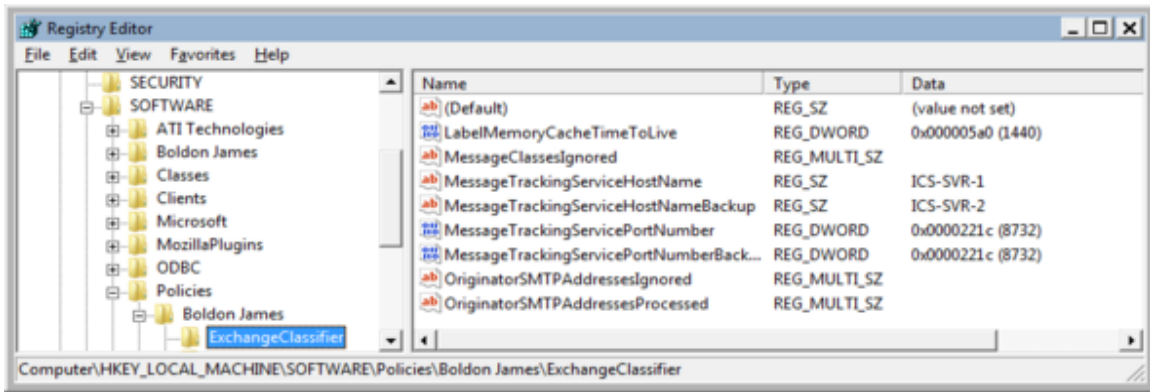 Registry Editor
File Edit View Favorites Help
SECURITY
SOFTWARE
ATI Technologies
Boldon James
Classes
Clients
Microsoft
MozillaPlugins
ODBC
Policies
Boldon James
ExchangeClassifier
Name Type Data
(Default) REG_SZ (value not set)
LabelMemoryCacheTimeToLive REG_DWORD 0x000005a0 (1440)
MessageClassesIgnored REG_MULTI_SZ
MessageTrackingServiceHostName REG_SZ ICS-SVR-1
MessageTrackingServiceHostNameBackup REG_SZ ICS-SVR-2
MessageTrackingServicePortNumber REG_DWORD 0x0000221c (8732)
MessageTrackingServicePortNumberBack... REG_DWORD 0x0000221c (8732)
OriginatorSMTPAddressesIgnored REG_MULTI_SZ
OriginatorSMTPAddressesProcessed REG_MULTI_SZ
Computer\HKEY_LOCAL_MACHINE\SOFTWARE\Policies\Boldon James\ExchangeClassifier